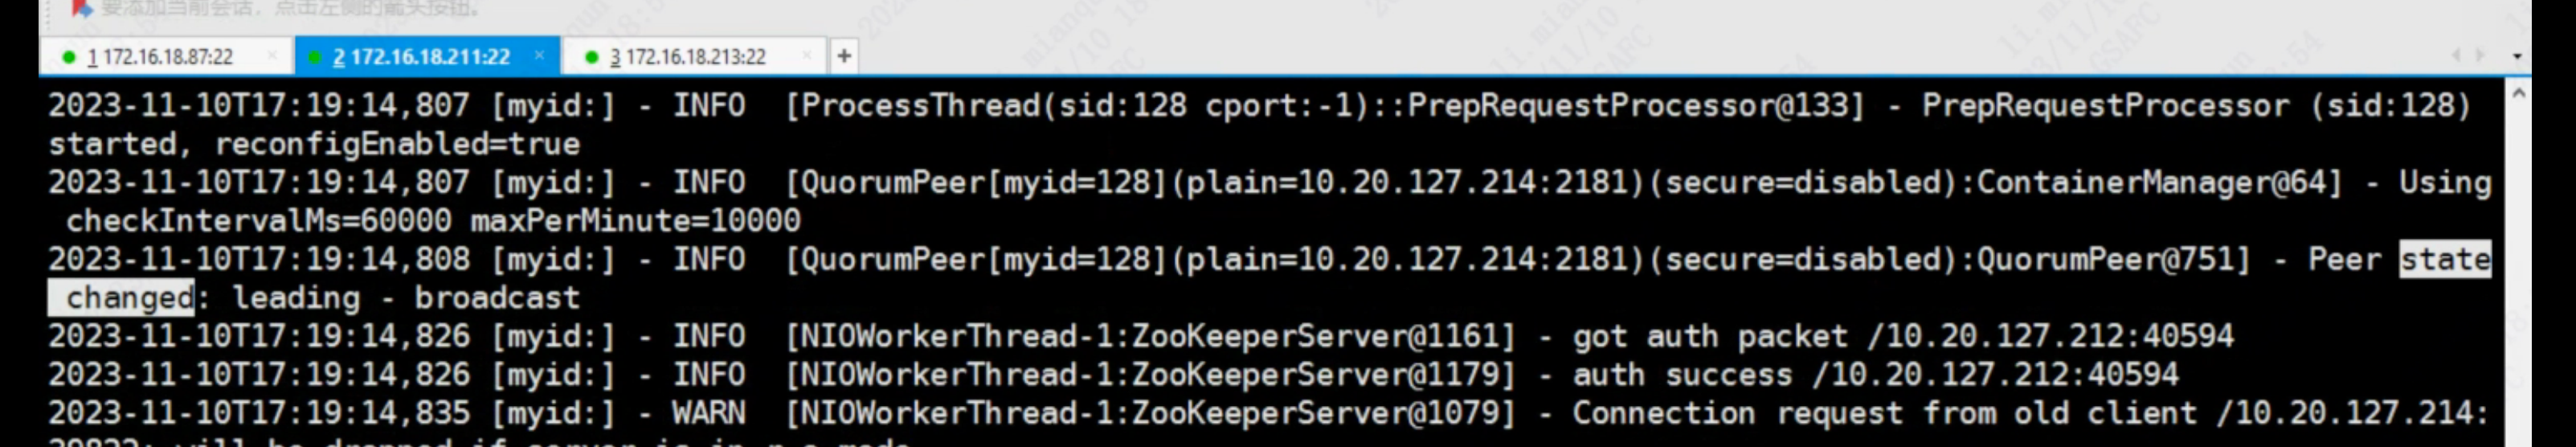 要添加当前会话，点击左侧的箭头按钮。
1 172.16.18.87:22 × 2 172.16.18.211:22 × 3 172.16.18.213:22 × +
2023-11-10T17:19:14,807 [myid:] - INFO  [ProcessThread(sid:128 cport:-1)::PrepRequestProcessor@133] - PrepRequestProcessor (sid:128)
started, reconfigEnabled=true
2023-11-10T17:19:14,807 [myid:] - INFO  [QuorumPeer[myid=128](plain=10.20.127.214:2181)(secure=disabled):ContainerManager@64] - Using
checkIntervalMs=60000 maxPerMinute=10000
2023-11-10T17:19:14,808 [myid:] - INFO  [QuorumPeer[myid=128](plain=10.20.127.214:2181)(secure=disabled):QuorumPeer@751] - Peer state
changed: leading - broadcast
2023-11-10T17:19:14,826 [myid:] - INFO  [NIOWorkerThread-1:ZooKeeperServer@1161] - got auth packet /10.20.127.212:40594
2023-11-10T17:19:14,826 [myid:] - INFO  [NIOWorkerThread-1:ZooKeeperServer@1179] - auth success /10.20.127.212:40594
2023-11-10T17:19:14,835 [myid:] - WARN  [NIOWorkerThread-1:ZooKeeperServer@1079] - Connection request from old client /10.20.127.214:
will be dropped if server is in r-o mode